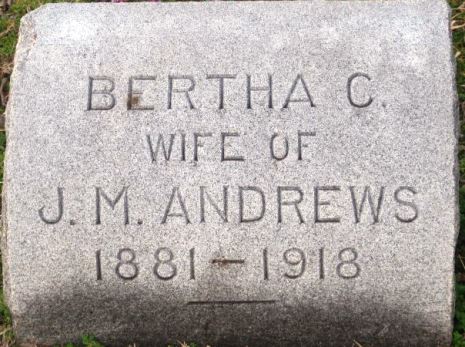 BERTHA C.
WIFE OF
J. M. ANDREWS
1881 – 1918